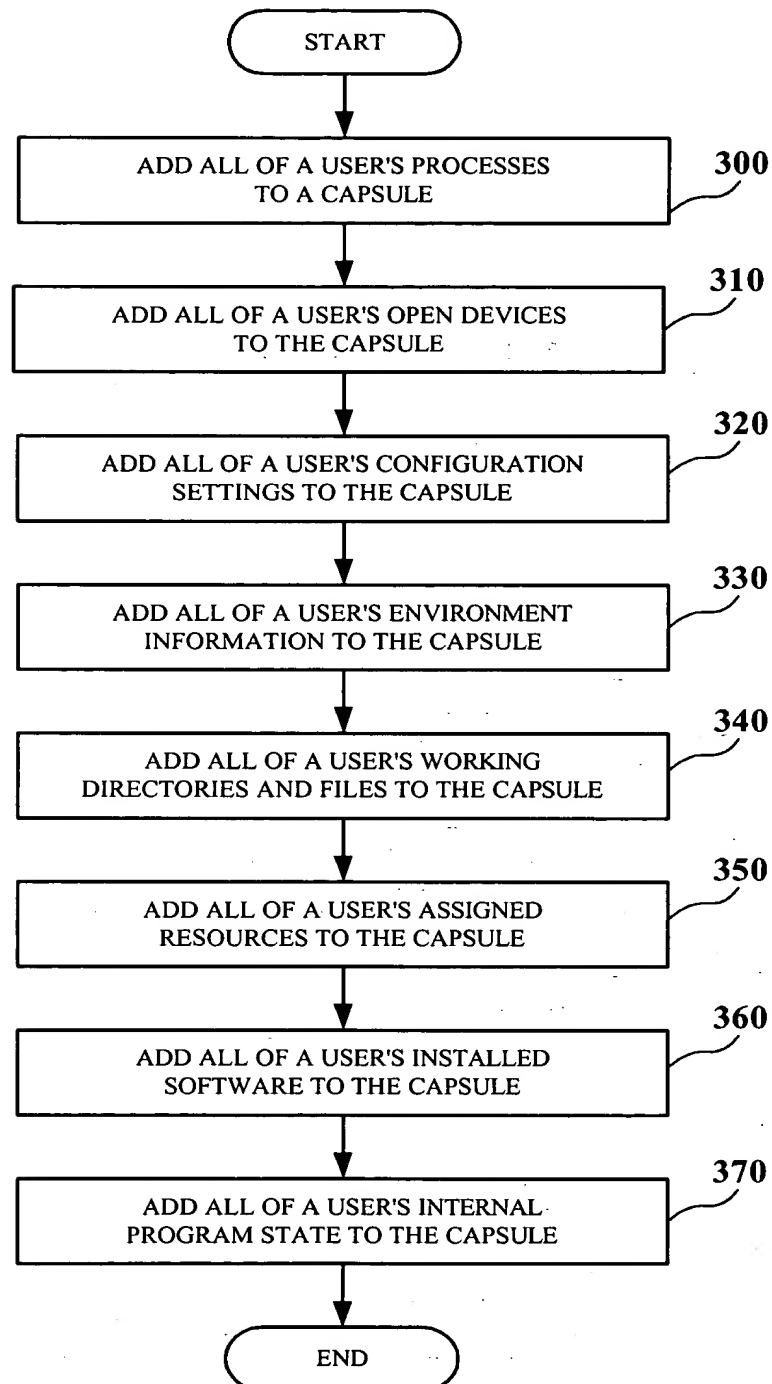 START
ADD ALL OF A USER'S PROCESSES
TO A CAPSULE
300
ADD ALL OF A USER'S OPEN DEVICES
TO THE CAPSULE
310
ADD ALL OF A USER'S CONFIGURATION
SETTINGS TO THE CAPSULE
320
ADD ALL OF A USER'S ENVIRONMENT
INFORMATION TO THE CAPSULE
330
ADD ALL OF A USER'S WORKING
DIRECTORIES AND FILES TO THE CAPSULE
340
ADD ALL OF A USER'S ASSIGNED
RESOURCES TO THE CAPSULE
350
ADD ALL OF A USER'S INSTALLED
SOFTWARE TO THE CAPSULE
360
ADD ALL OF A USER'S INTERNAL
PROGRAM STATE TO THE CAPSULE
370
END